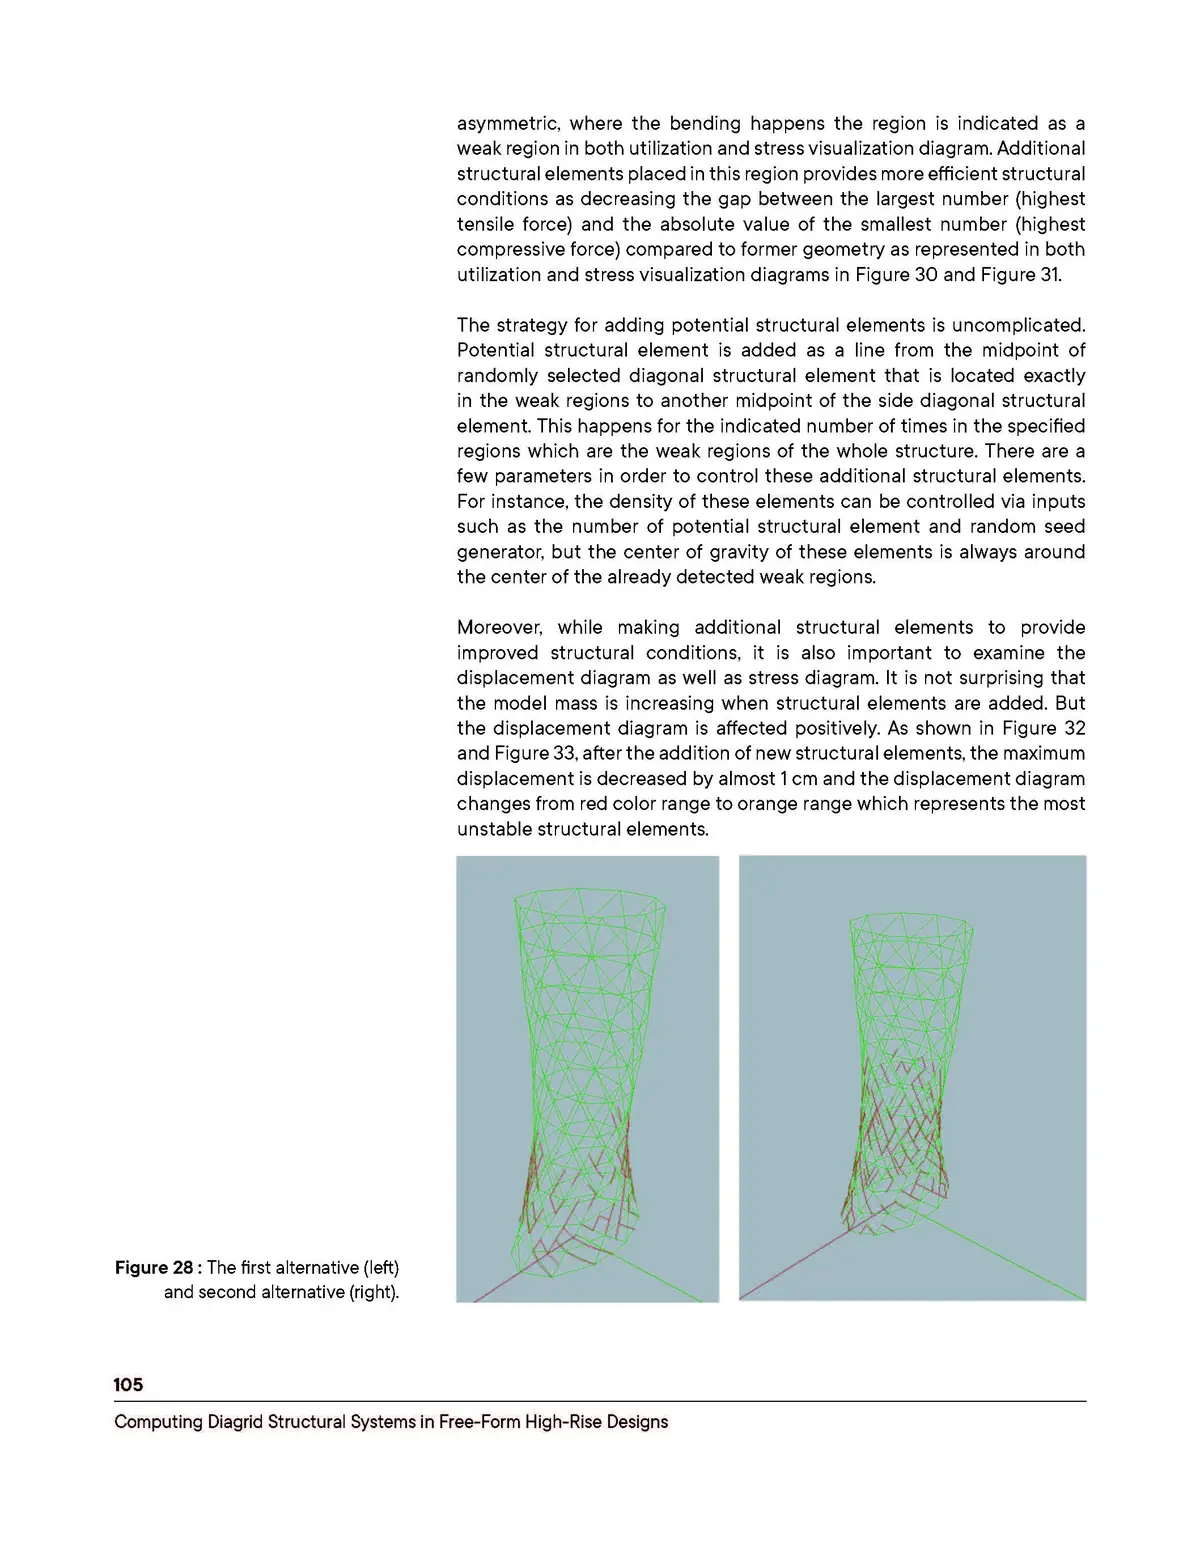 asymmetric, where the bending happens the region is indicated as a
weak region in both utilization and stress visualization diagram. Additional
structural elements placed in this region provides more efficient structural
conditions as decreasing the gap between the largest number (highest
tensile force) and the absolute value of the smallest number (highest
compressive force) compared to former geometry as represented in both
utilization and stress visualization diagrams in Figure 30 and Figure 31.
The strategy for adding potential structural elements is uncomplicated.
Potential structural element is added as a line from the midpoint of
randomly selected diagonal structural element that is located exactly
in the weak regions to another midpoint of the side diagonal structural
element. This happens for the indicated number of times in the specified
regions which are the weak regions of the whole structure. There are a
few parameters in order to control these additional structural elements.
For instance, the density of these elements can be controlled via inputs
such as the number of potential structural element and random seed
generator, but the center of gravity of these elements is always around
the center of the already detected weak regions.
Moreover, while making additional structural elements to provide
improved structural conditions, it is also important to examine the
displacement diagram as well as stress diagram. It is not surprising that
the model mass is increasing when structural elements are added. But
the displacement diagram is affected positively. As shown in Figure 32
and Figure 33, after the addition of new structural elements, the maximum
displacement is decreased by almost 1 cm and the displacement diagram
changes from red color range to orange range which represents the most
unstable structural elements.
Figure 28 : The first alternative (left)
and second alternative (right).
105
Computing Diagrid Structural Systems in Free-Form High-Rise Designs